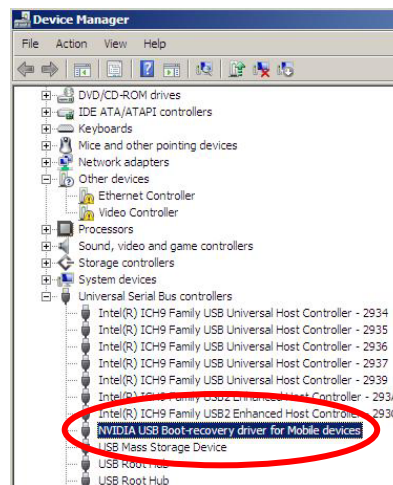 Device Manager
File Action View Help
DVD/CD-ROM drives
IDE ATA/ATAPI controllers
Keyboards
Mice and other pointing devices
Network adapters
Other devices
Ethernet Controller
Video Controller
Processors
Sound, video and game controllers
Storage controllers
System devices
Universal Serial Bus controllers
Intel(R) ICH9 Family USB Universal Host Controller - 2934
Intel(R) ICH9 Family USB Universal Host Controller - 2935
Intel(R) ICH9 Family USB Universal Host Controller - 2936
Intel(R) ICH9 Family USB Universal Host Controller - 2937
Intel(R) ICH9 Family USB Universal Host Controller - 2939
Intel(R) ICH9 Family USB2 Enhanced Host Controller - 293A
Intel(R) ICH9 Family USB2 Enhanced Host Controller - 293C
NVIDIA USB Boot-recovery driver for Mobile devices
USB Mass Storage Device
USB Root Hub
USB Root Hub